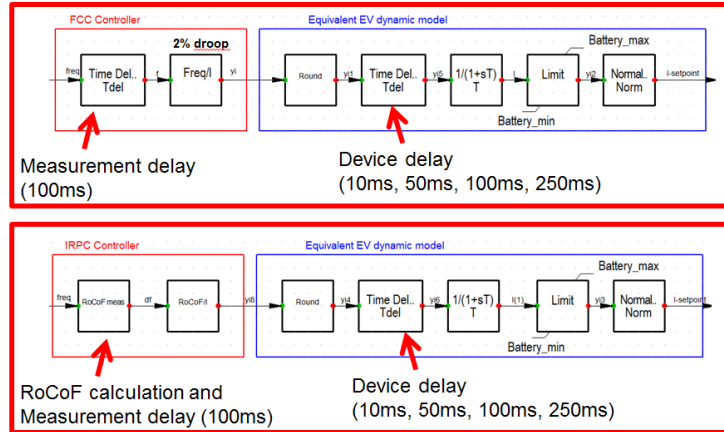 FCC Controller
Equivalent EV dynamic model
2% droop
Battery_max
freq
Time Del..
Tdel
f
Freq/I
yi
Round
yi1
Time Del..
Tdel
yi5
1/(1+sT)
T
I
Limit
yi2
Normal..
Norm
I-setpoint
Battery_min
Measurement delay
(100ms)
Device delay
(10ms, 50ms, 100ms, 250ms)
IRPC Controller
Equivalent EV dynamic model
Battery_max
freq
RoCoF meas
df
RoCoF/I
yi8
Round
yi4
Time Del..
Tdel
yi6
1/(1+sT)
T
I(1)
Limit
yi3
Normal..
Norm
I-setpoint
Battery_min
RoCoF calculation and
Measurement delay (100ms)
Device delay
(10ms, 50ms, 100ms, 250ms)